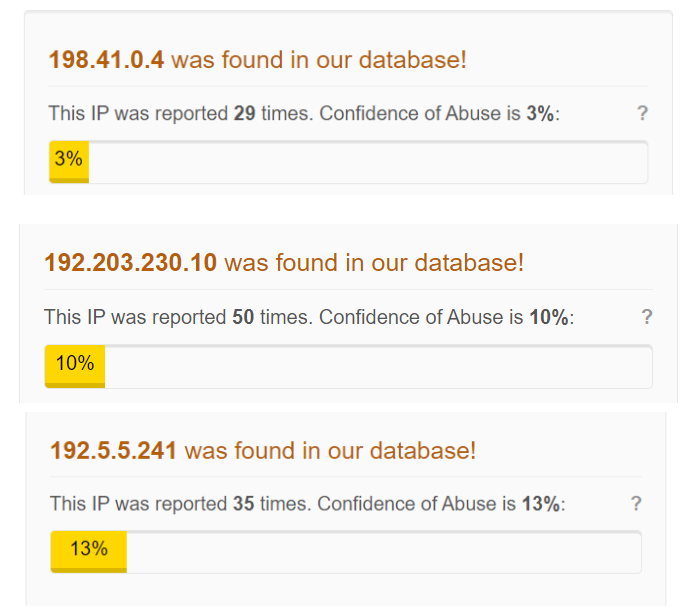 198.41.0.4 was found in our database!
This IP was reported 29 times. Confidence of Abuse is 3%:
?
3%
192.203.230.10 was found in our database!
This IP was reported 50 times. Confidence of Abuse is 10%:
?
10%
192.5.5.241 was found in our database!
This IP was reported 35 times. Confidence of Abuse is 13%:
?
13%